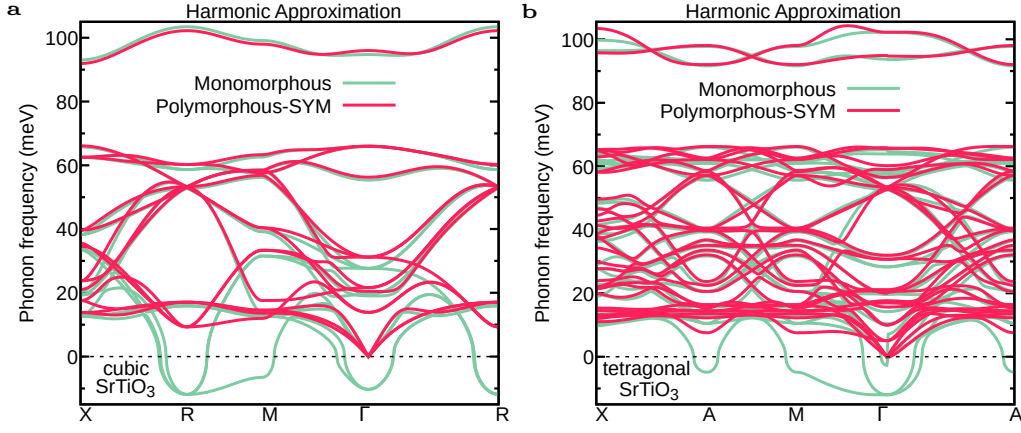 a
Harmonic Approximation
Phonon frequency (meV)
100
80
60
40
20
0
Monomorphous
Polymorphous-SYM
cubic
SrTiO3
X R M Γ R
b
Harmonic Approximation
Phonon frequency (meV)
100
80
60
40
20
0
Monomorphous
Polymorphous-SYM
tetragonal
SrTiO3
X A M Γ A